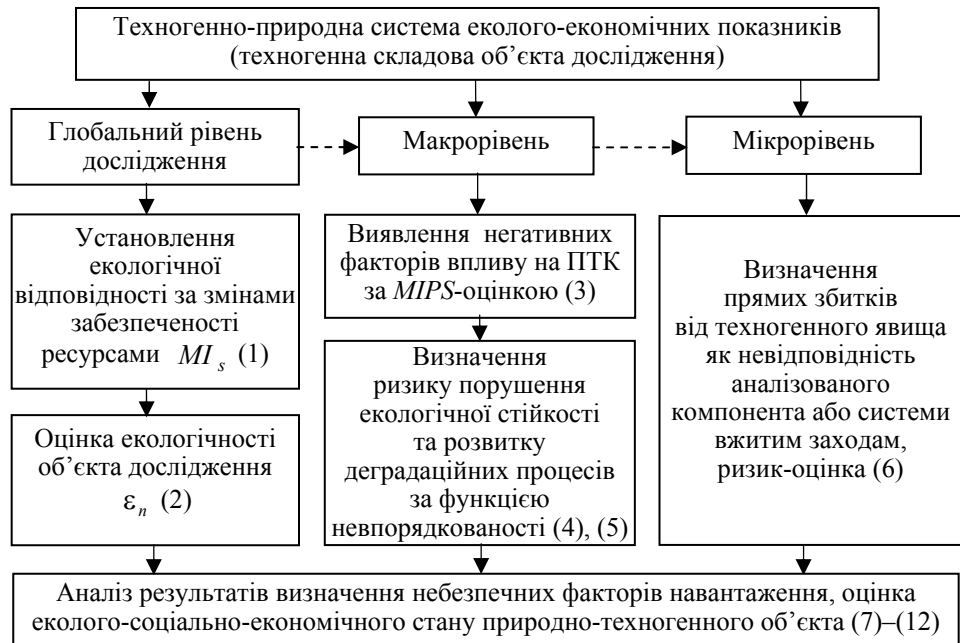 Техногенно-природна система еколого-економічних показників
(техногенна складова об’єкта дослідження)
Глобальний рівень
дослідження
Макрорівень
Мікрорівень
Установлення
екологічної
відповідності за змінами
забезпеченості
ресурсами MI s (1)
Оцінка екологічності
об’єкта дослідження
ε n (2)
Виявлення негативних
факторів впливу на ПТК
за MIPS-оцінкою (3)
Визначення
ризику порушення
екологічної стійкості
та розвитку
деградаційних процесів
за функцією
невпорядкованості (4), (5)
Визначення
прямих збитків
від техногенного явища
як невідповідність
аналізованого
компонента або системи
вжитим заходам,
ризик-оцінка (6)
Аналіз результатів визначення небезпечних факторів навантаження, оцінка
еколого-соціально-економічного стану природно-техногенного об’єкта (7)–(12)